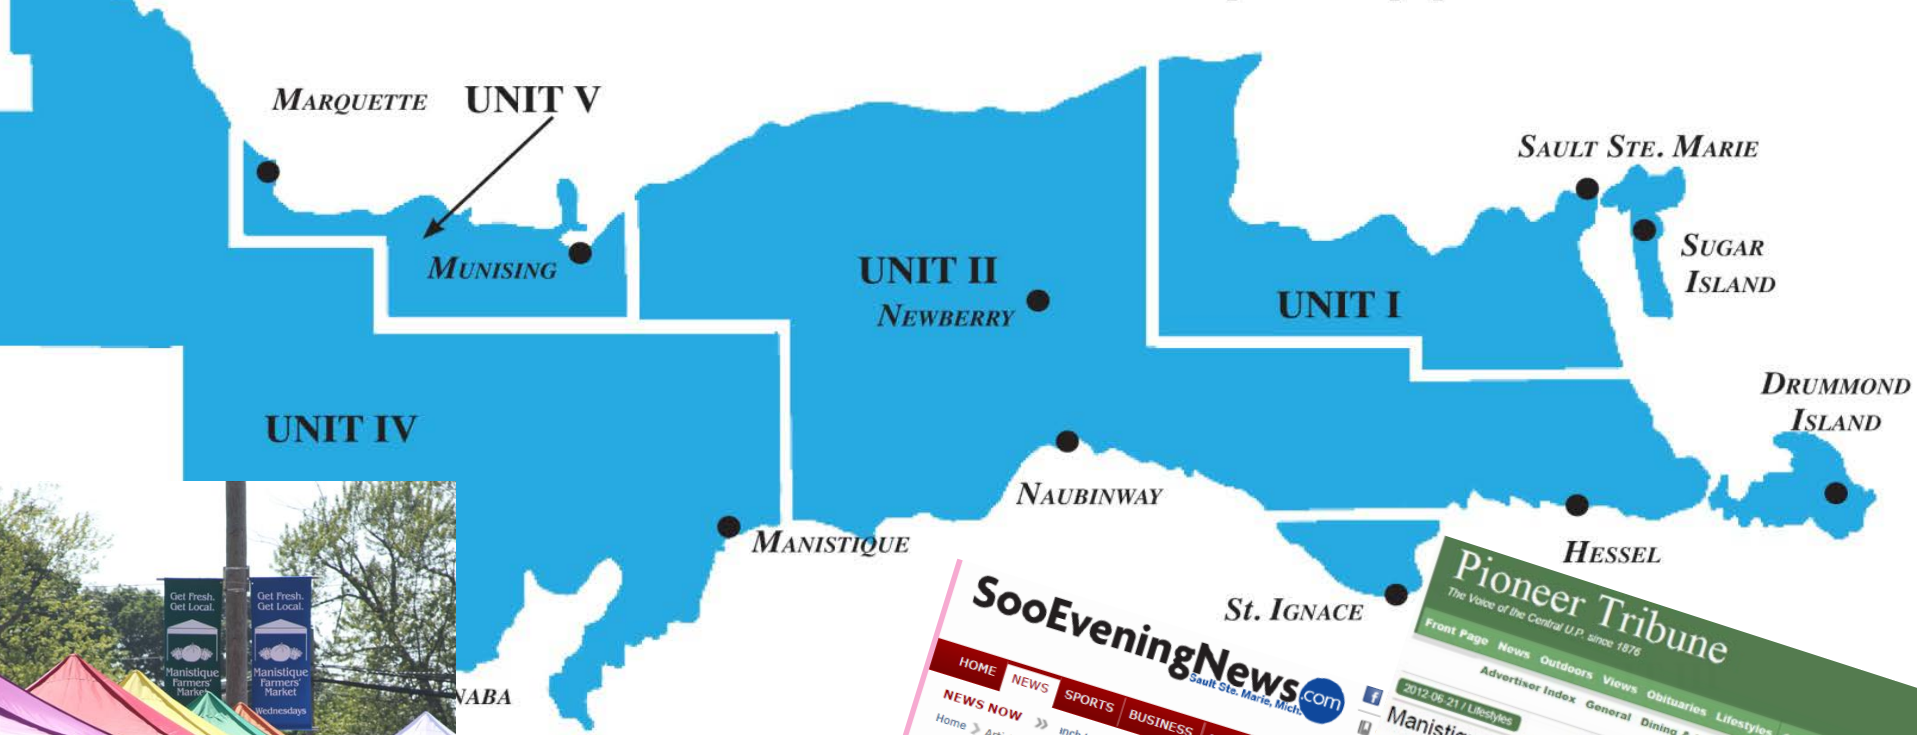 MARQUETTE
UNIT V
MUNISING
UNIT II
NEWBERRY
UNIT I
SAULT STE. MARIE
SUGAR
ISLAND
DRUMMOND
ISLAND
UNIT IV
NAUBINWAY
MANISTIQUE
HESSEL
St. IGNACE
NABA
Get Fresh.
Get Local.
Manistique
Farmers'
Market
Get Fresh.
Get Local.
Manistique
Farmers'
Market
Wednesdays
SooEveningNews.com
Sault Ste. Marie, Mich.
HOME NEWS SPORTS BUSINESS
NEWS NOW
Home
Pioneer Tribune
The Voice of the Central U.P. since 1876
Front Page News Outdoors Views Obituaries Lifestyles
Advertiser Index General Dining &
2012-06-21 / Lifestyles
Manistiq